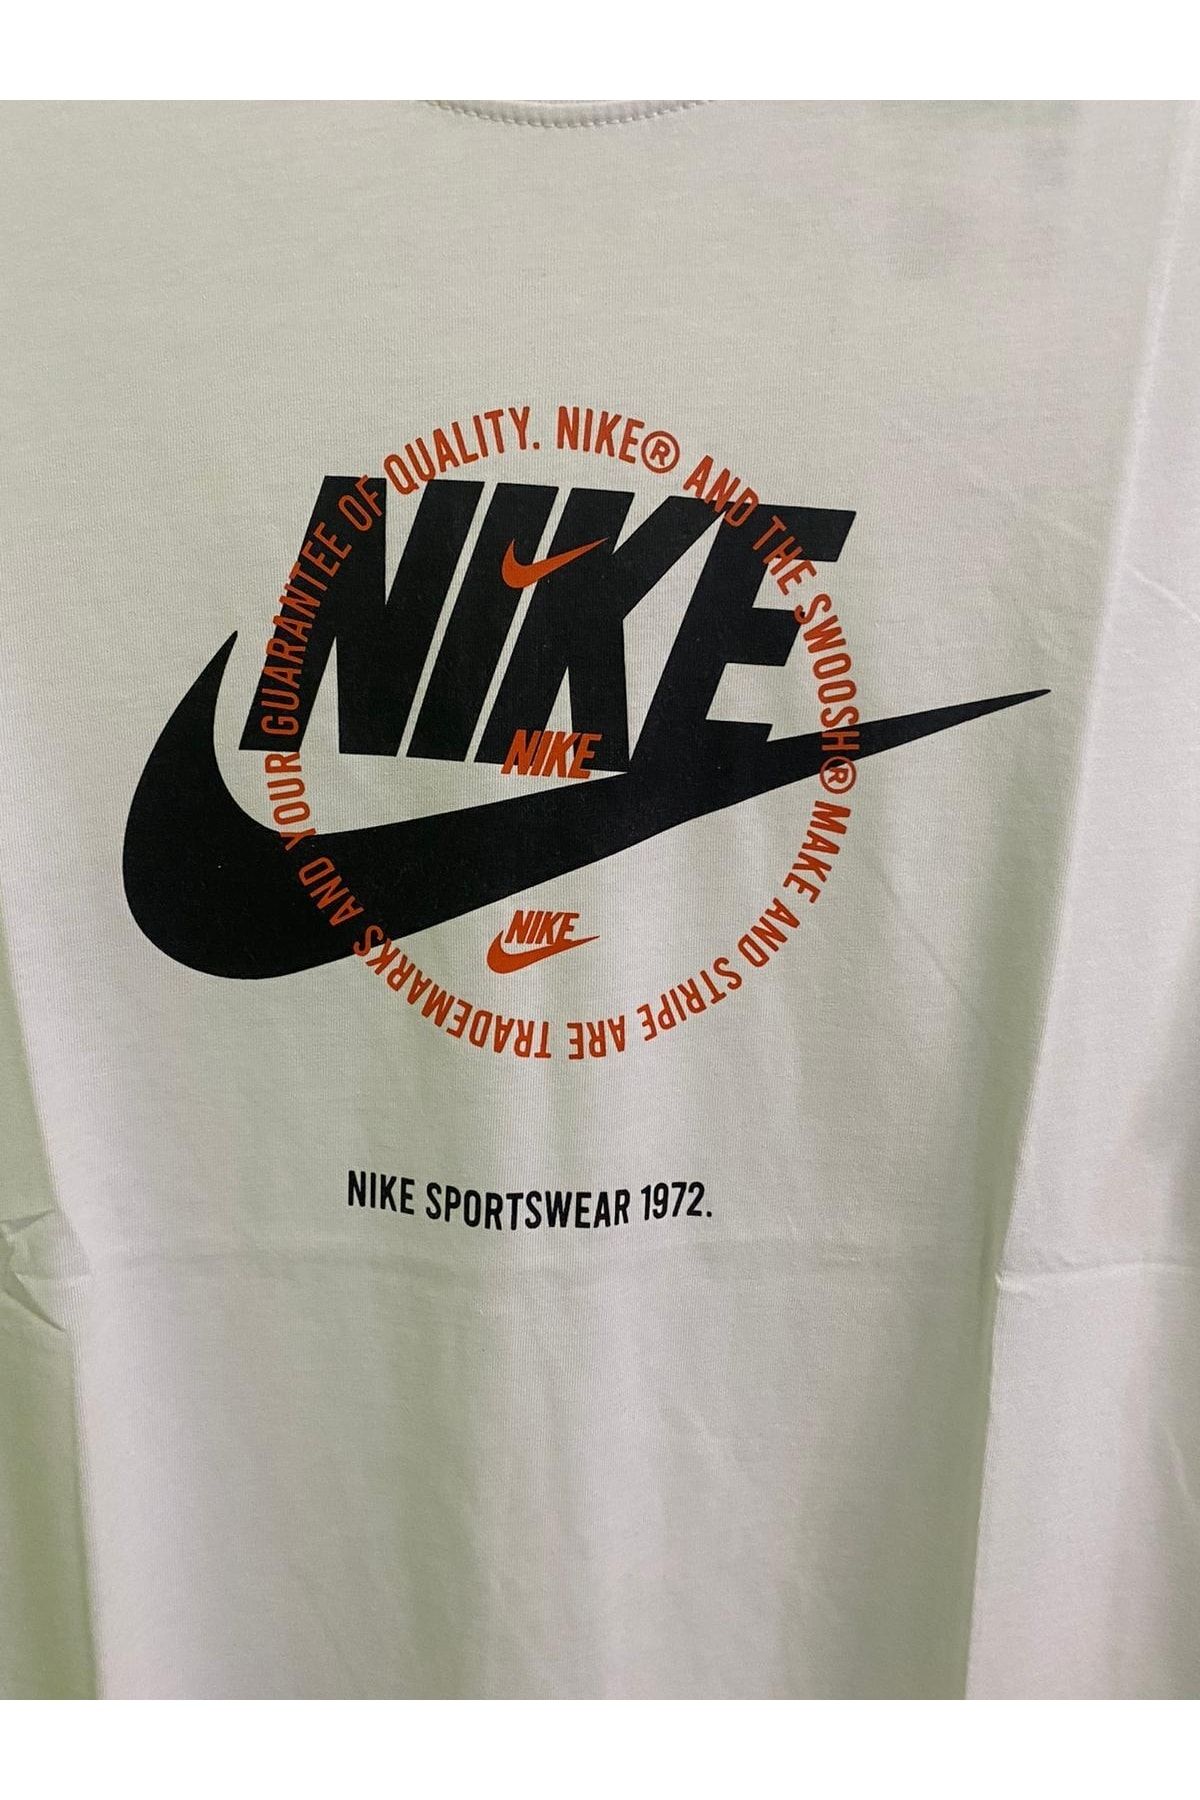 NIKE® AND THE SWOOSH® MAKE AND STRIPE ARE TRADEMARKS AND YOUR GUARANTEE OF QUALITY.
NIKE
NIKE
NIKE
NIKE SPORTSWEAR 1972.